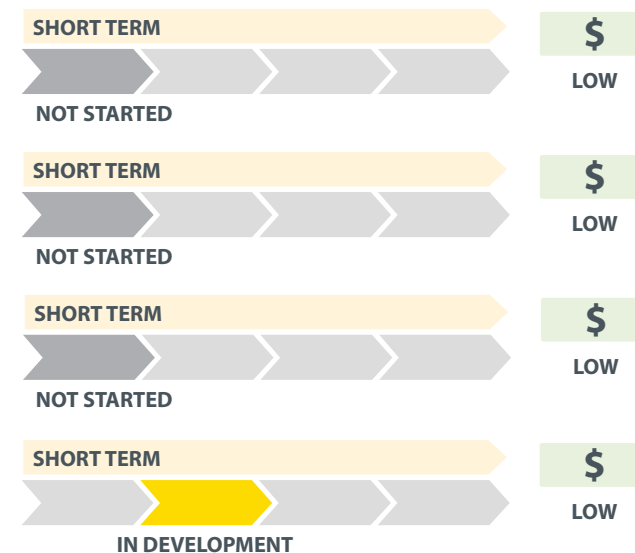 SHORT TERM
$
LOW
NOT STARTED
SHORT TERM
$
LOW
NOT STARTED
SHORT TERM
$
LOW
NOT STARTED
SHORT TERM
$
LOW
IN DEVELOPMENT